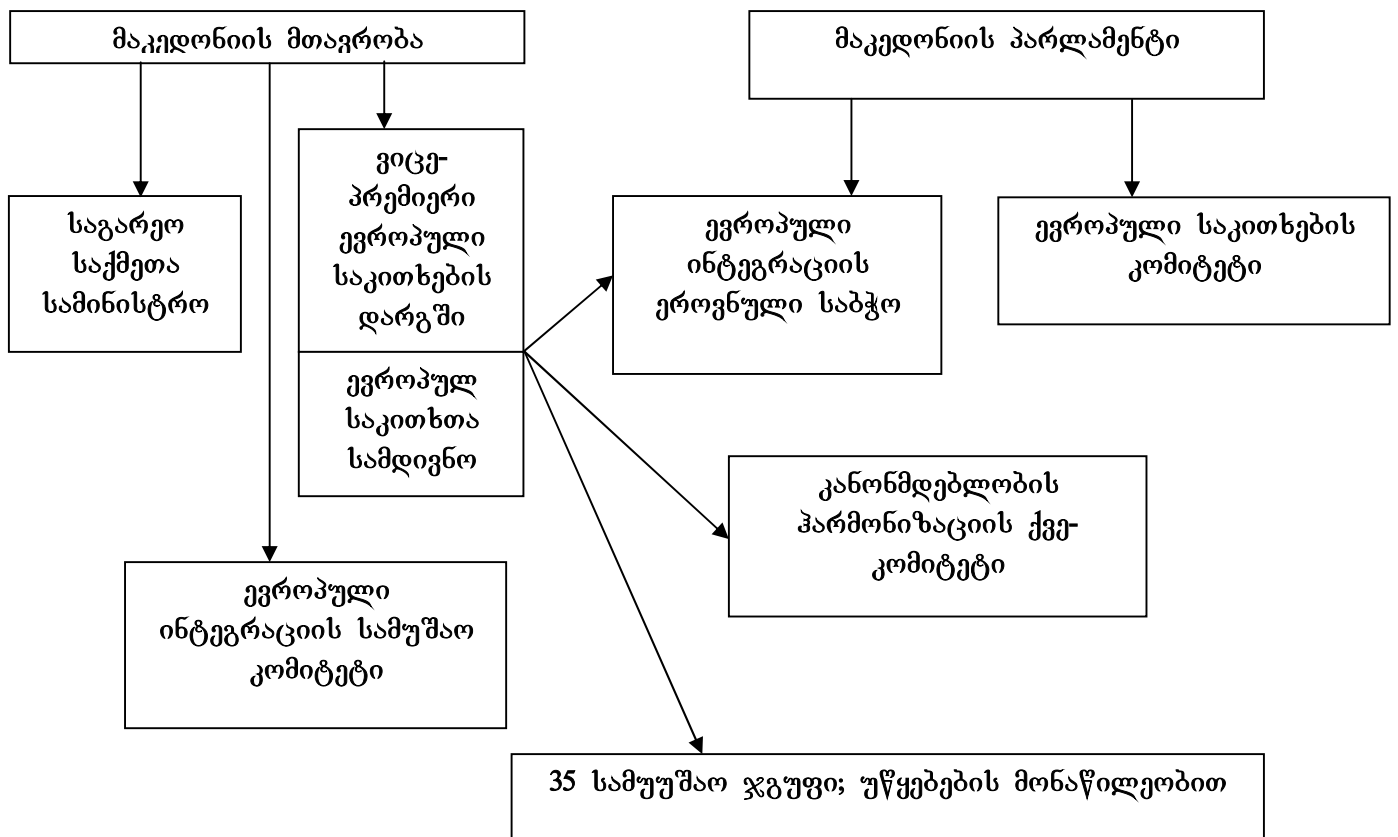 მაკედონიის მთავრობა
მაკედონიის პარლამენტი
ვიცე-
პრემიერი
ევროპული
საკითხების
დარგში
საგარეო
საქმეთა
სამინისტრო
ევროპული
ინტეგრაციის
ეროვნული საბჭო
ევროპული საკითხების
კომიტეტი
ევროპულ
საკითხთა
სამდივნო
კანონმდებლობის
ჰარმონიზაციის ქვე-
კომიტეტი
ევროპული
ინტეგრაციის სამუშაო
კომიტეტი
35 სამუუშაო ჯგუფი; უწყებების მონაწილეობით